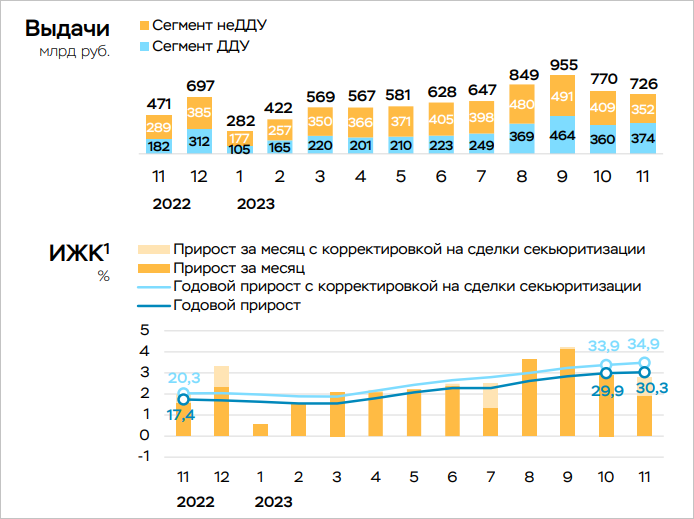 Выдачи
млрд руб.
Сегмент неДДУ
Сегмент ДДУ
471 697 282 422 569 567 581 628 647 849 955 770 726
289 385 177 257 350 366 371 405 398 480 491 409 352
182 312 105 165 220 201 210 223 249 369 464 360 374
11 12 1 2 3 4 5 6 7 8 9 10 11
2022 2023
ИЖК¹
%
Прирост за месяц с корректировкой на сделки секьюритизации
Прирост за месяц
Годовой прирост с корректировкой на сделки секьюритизации
Годовой прирост
5
4
3
2
1
0
-1
20,3 33,9 34,9
17,4 29,9 30,3
11 12 1 2 3 4 5 6 7 8 9 10 11
2022 2023